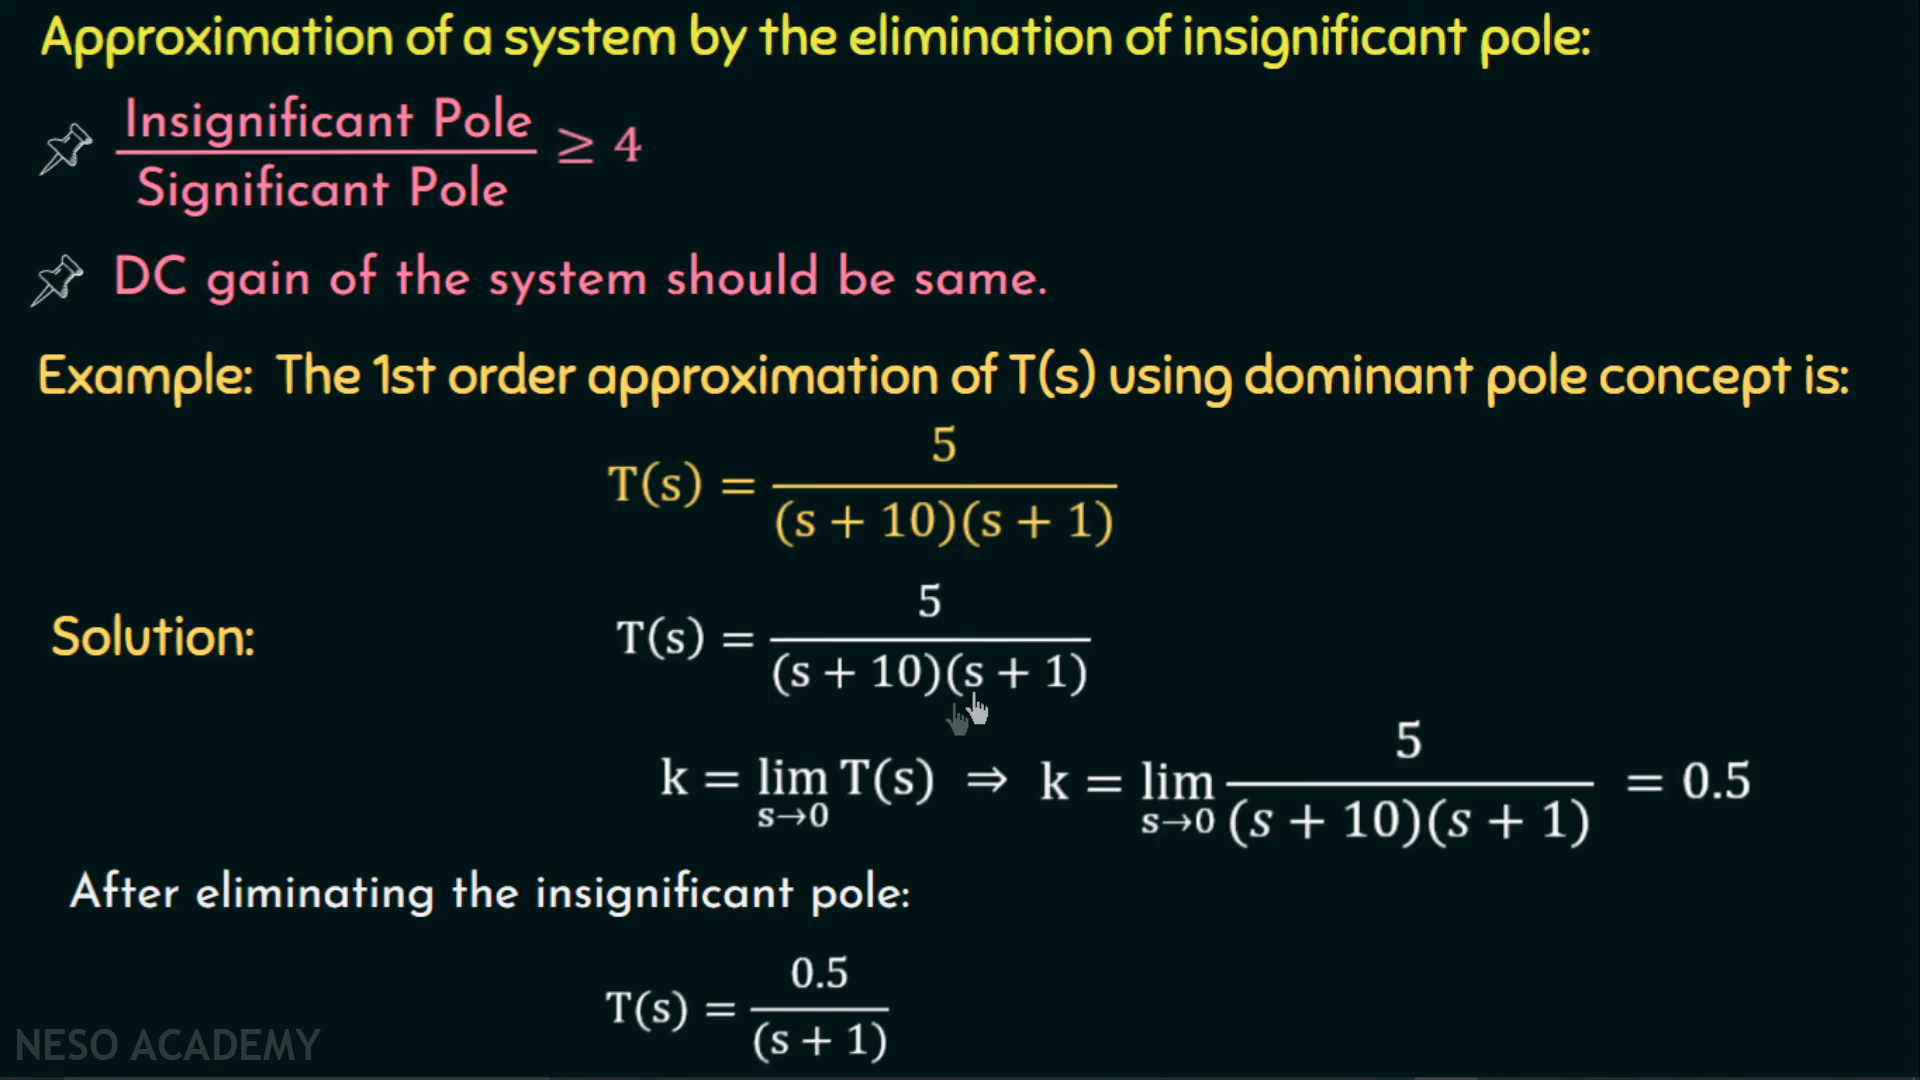 Approximation of a system by the elimination of insignificant pole:
Insignificant Pole / Significant Pole ≥ 4
DC gain of the system should be same.
Example: The 1st order approximation of T(s) using dominant pole concept is:
T(s) = 5 / (s + 10)(s + 1)
Solution: T(s) = 5 / (s + 10)(s + 1)
k = lim s→0 T(s) ⇒ k = lim s→0 5 / (s + 10)(s + 1) = 0.5
After eliminating the insignificant pole:
T(s) = 0.5 / (s + 1)
NESO ACADEMY